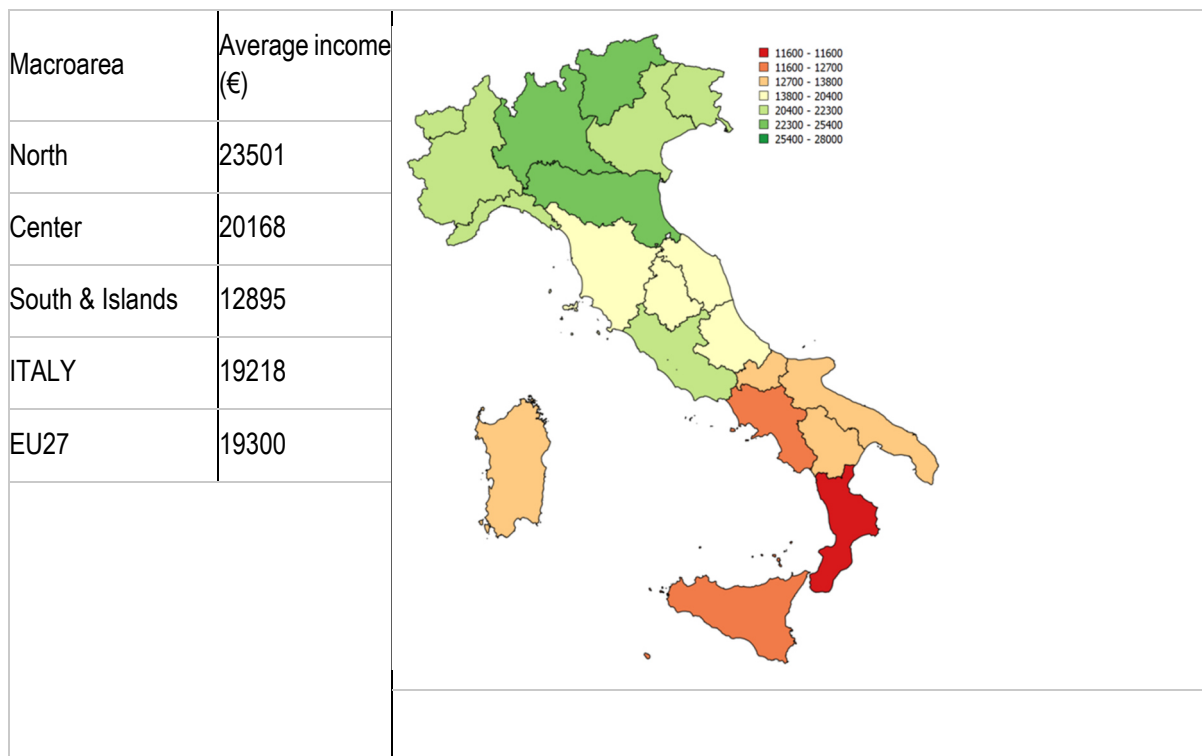 Macroarea
Average income
(€)
North
23501
Center
20168
South & Islands
12895
ITALY
19218
EU27
19300
11600 - 11600
11600 - 12700
12700 - 13800
13800 - 20400
20400 - 22300
22300 - 25400
25400 - 28000